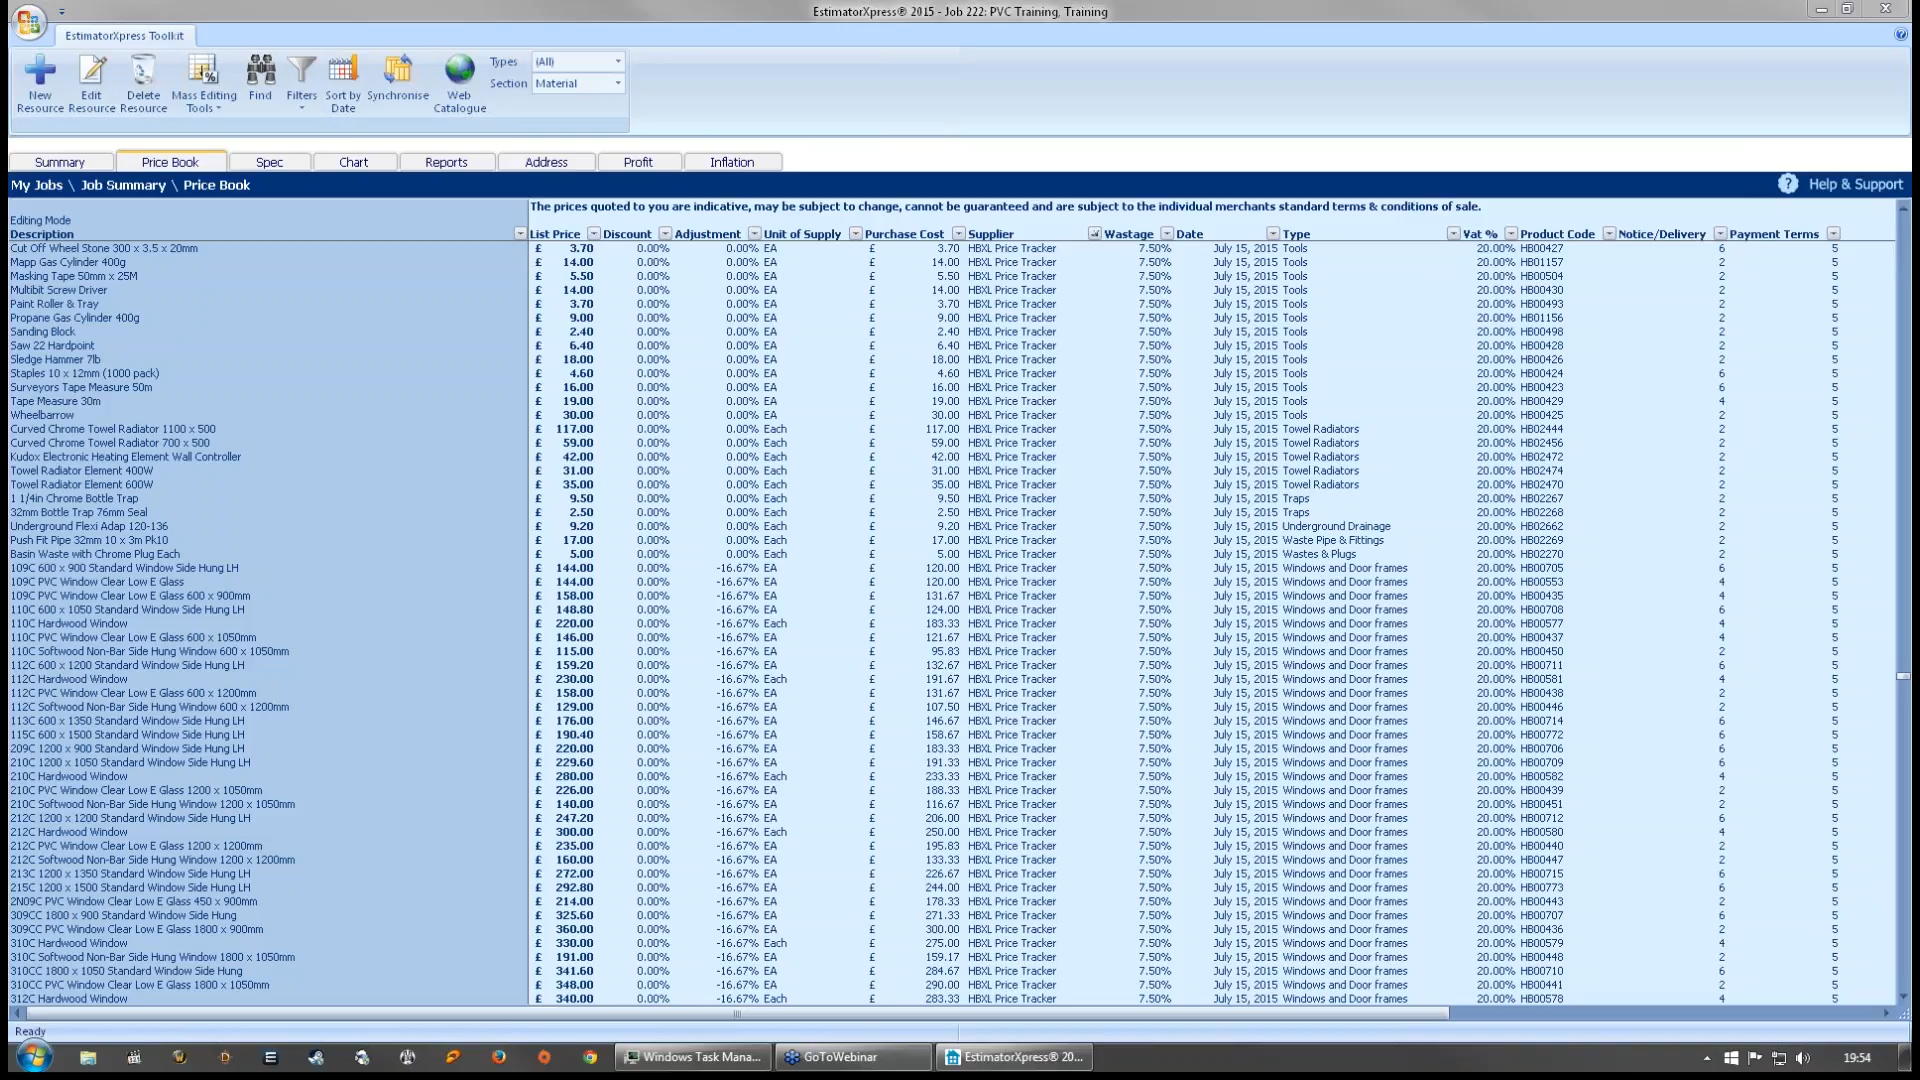 EstimatorXpress® 2015 - Job 222: PVC Training, Training
EstimatorXpress Toolkit
New Resource Edit Resource Delete Resource Mass Editing Tools Find Filters Sort by Date Synchronise Web Catalogue Types (All) Section Material
Summary Price Book Spec Chart Reports Address Profit Inflation
My Jobs \ Job Summary \ Price Book Help & Support
The prices quoted to you are indicative, may be subject to change, cannot be guaranteed and are subject to the individual merchants standard terms & conditions of sale.
Editing Mode
Description List Price Discount Adjustment Unit of Supply Purchase Cost Supplier Wastage Date Type Vat % Product Code Notice/Delivery Payment Terms
Cut Off Wheel Stone 300 x 3.5 x 20mm £ 3.70 0.00% 0.00% EA £ 3.70 HBXL Price Tracker 7.50% July 15, 2015 Tools 20.00% HB00427 6 5
Mapp Gas Cylinder 400g £ 14.00 0.00% 0.00% EA £ 14.00 HBXL Price Tracker 7.50% July 15, 2015 Tools 20.00% HB01157 2 5
Masking Tape 50mm x 25M £ 5.50 0.00% 0.00% EA £ 5.50 HBXL Price Tracker 7.50% July 15, 2015 Tools 20.00% HB00504 2 5
Multibit Screw Driver £ 14.00 0.00% 0.00% EA £ 14.00 HBXL Price Tracker 7.50% July 15, 2015 Tools 20.00% HB00430 2 5
Paint Roller & Tray £ 3.70 0.00% 0.00% EA £ 3.70 HBXL Price Tracker 7.50% July 15, 2015 Tools 20.00% HB00493 2 5
Propane Gas Cylinder 400g £ 9.00 0.00% 0.00% EA £ 9.00 HBXL Price Tracker 7.50% July 15, 2015 Tools 20.00% HB01156 2 5
Sanding Block £ 2.40 0.00% 0.00% EA £ 2.40 HBXL Price Tracker 7.50% July 15, 2015 Tools 20.00% HB00498 2 5
Saw 22 Hardpoint £ 6.40 0.00% 0.00% EA £ 6.40 HBXL Price Tracker 7.50% July 15, 2015 Tools 20.00% HB00428 2 5
Sledge Hammer 7lb £ 18.00 0.00% 0.00% EA £ 18.00 HBXL Price Tracker 7.50% July 15, 2015 Tools 20.00% HB00426 2 5
Staples 10 x 12mm (1000 pack) £ 4.60 0.00% 0.00% EA £ 4.60 HBXL Price Tracker 7.50% July 15, 2015 Tools 20.00% HB00424 6 5
Surveyors Tape Measure 50m £ 16.00 0.00% 0.00% EA £ 16.00 HBXL Price Tracker 7.50% July 15, 2015 Tools 20.00% HB00423 6 5
Tape Measure 30m £ 19.00 0.00% 0.00% EA £ 19.00 HBXL Price Tracker 7.50% July 15, 2015 Tools 20.00% HB00429 4 5
Wheelbarrow £ 30.00 0.00% 0.00% EA £ 30.00 HBXL Price Tracker 7.50% July 15, 2015 Tools 20.00% HB00425 2 5
Curved Chrome Towel Radiator 1100 x 500 £ 117.00 0.00% 0.00% Each £ 117.00 HBXL Price Tracker 7.50% July 15, 2015 Towel Radiators 20.00% HB02444 2 5
Curved Chrome Towel Radiator 700 x 500 £ 59.00 0.00% 0.00% Each £ 59.00 HBXL Price Tracker 7.50% July 15, 2015 Towel Radiators 20.00% HB02456 2 5
Kudox Electronic Heating Element Wall Controller £ 42.00 0.00% 0.00% Each £ 42.00 HBXL Price Tracker 7.50% July 15, 2015 Towel Radiators 20.00% HB02472 2 5
Towel Radiator Element 400W £ 31.00 0.00% 0.00% Each £ 31.00 HBXL Price Tracker 7.50% July 15, 2015 Towel Radiators 20.00% HB02474 2 5
Towel Radiator Element 600W £ 35.00 0.00% 0.00% Each £ 35.00 HBXL Price Tracker 7.50% July 15, 2015 Towel Radiators 20.00% HB02470 2 5
1 1/4in Chrome Bottle Trap £ 9.50 0.00% 0.00% Each £ 9.50 HBXL Price Tracker 7.50% July 15, 2015 Traps 20.00% HB02267 2 5
32mm Bottle Trap 76mm Seal £ 2.50 0.00% 0.00% Each £ 2.50 HBXL Price Tracker 7.50% July 15, 2015 Traps 20.00% HB02268 2 5
Underground Flexi Adap 120-136 £ 9.20 0.00% 0.00% Each £ 9.20 HBXL Price Tracker 7.50% July 15, 2015 Underground Drainage 20.00% HB02662 2 5
Push Fit Pipe 32mm 10 x 3m Pk10 £ 17.00 0.00% 0.00% Each £ 17.00 HBXL Price Tracker 7.50% July 15, 2015 Waste Pipe & Fittings 20.00% HB02269 2 5
Basin Waste with Chrome Plug Each £ 5.00 0.00% 0.00% Each £ 5.00 HBXL Price Tracker 7.50% July 15, 2015 Wastes & Plugs 20.00% HB02270 2 5
109C 600 x 900 Standard Window Side Hung LH £ 144.00 0.00% -16.67% EA £ 120.00 HBXL Price Tracker 7.50% July 15, 2015 Windows and Door frames 20.00% HB00705 6 5
109C PVC Window Clear Low E Glass £ 144.00 0.00% -16.67% EA £ 120.00 HBXL Price Tracker 7.50% July 15, 2015 Windows and Door frames 20.00% HB00553 4 5
109C PVC Window Clear Low E Glass 600 x 900mm £ 158.00 0.00% -16.67% EA £ 131.67 HBXL Price Tracker 7.50% July 15, 2015 Windows and Door frames 20.00% HB00435 4 5
110C 600 x 1050 Standard Window Side Hung LH £ 148.80 0.00% -16.67% EA £ 124.00 HBXL Price Tracker 7.50% July 15, 2015 Windows and Door frames 20.00% HB00708 6 5
110C Hardwood Window £ 220.00 0.00% -16.67% Each £ 183.33 HBXL Price Tracker 7.50% July 15, 2015 Windows and Door frames 20.00% HB00577 4 5
110C PVC Window Clear Low E Glass 600 x 1050mm £ 146.00 0.00% -16.67% EA £ 121.67 HBXL Price Tracker 7.50% July 15, 2015 Windows and Door frames 20.00% HB00437 4 5
110C Softwood Non-Bar Side Hung Window 600 x 1050mm £ 115.00 0.00% -16.67% EA £ 95.83 HBXL Price Tracker 7.50% July 15, 2015 Windows and Door frames 20.00% HB00450 2 5
112C 600 x 1200 Standard Window Side Hung LH £ 159.20 0.00% -16.67% EA £ 132.67 HBXL Price Tracker 7.50% July 15, 2015 Windows and Door frames 20.00% HB00711 6 5
112C Hardwood Window £ 230.00 0.00% -16.67% Each £ 191.67 HBXL Price Tracker 7.50% July 15, 2015 Windows and Door frames 20.00% HB00581 4 5
112C PVC Window Clear Low E Glass 600 x 1200mm £ 158.00 0.00% -16.67% EA £ 131.67 HBXL Price Tracker 7.50% July 15, 2015 Windows and Door frames 20.00% HB00438 2 5
112C Softwood Non-Bar Side Hung Window 600 x 1200mm £ 129.00 0.00% -16.67% EA £ 107.50 HBXL Price Tracker 7.50% July 15, 2015 Windows and Door frames 20.00% HB00446 2 5
113C 600 x 1350 Standard Window Side Hung LH £ 176.00 0.00% -16.67% EA £ 146.67 HBXL Price Tracker 7.50% July 15, 2015 Windows and Door frames 20.00% HB00714 6 5
115C 600 x 1500 Standard Window Side Hung LH £ 190.40 0.00% -16.67% EA £ 158.67 HBXL Price Tracker 7.50% July 15, 2015 Windows and Door frames 20.00% HB00772 6 5
209C 1200 x 900 Standard Window Side Hung LH £ 220.00 0.00% -16.67% EA £ 183.33 HBXL Price Tracker 7.50% July 15, 2015 Windows and Door frames 20.00% HB00706 6 5
210C 1200 x 1050 Standard Window Side Hung LH £ 229.60 0.00% -16.67% EA £ 191.33 HBXL Price Tracker 7.50% July 15, 2015 Windows and Door frames 20.00% HB00709 6 5
210C Hardwood Window £ 280.00 0.00% -16.67% Each £ 233.33 HBXL Price Tracker 7.50% July 15, 2015 Windows and Door frames 20.00% HB00582 4 5
210C PVC Window Clear Low E Glass 1200 x 1050mm £ 226.00 0.00% -16.67% EA £ 188.33 HBXL Price Tracker 7.50% July 15, 2015 Windows and Door frames 20.00% HB00439 2 5
210C Softwood Non-Bar Side Hung Window 1200 x 1050mm £ 140.00 0.00% -16.67% EA £ 116.67 HBXL Price Tracker 7.50% July 15, 2015 Windows and Door frames 20.00% HB00451 2 5
212C 1200 x 1200 Standard Window Side Hung LH £ 247.20 0.00% -16.67% EA £ 206.00 HBXL Price Tracker 7.50% July 15, 2015 Windows and Door frames 20.00% HB00712 6 5
212C Hardwood Window £ 300.00 0.00% -16.67% Each £ 250.00 HBXL Price Tracker 7.50% July 15, 2015 Windows and Door frames 20.00% HB00580 4 5
212C PVC Window Clear Low E Glass 1200 x 1200mm £ 235.00 0.00% -16.67% EA £ 195.83 HBXL Price Tracker 7.50% July 15, 2015 Windows and Door frames 20.00% HB00440 2 5
212C Softwood Non-Bar Side Hung Window 1200 x 1200mm £ 160.00 0.00% -16.67% EA £ 133.33 HBXL Price Tracker 7.50% July 15, 2015 Windows and Door frames 20.00% HB00447 2 5
213C 1200 x 1350 Standard Window Side Hung LH £ 272.00 0.00% -16.67% EA £ 226.67 HBXL Price Tracker 7.50% July 15, 2015 Windows and Door frames 20.00% HB00715 6 5
215C 1200 x 1500 Standard Window Side Hung LH £ 292.80 0.00% -16.67% EA £ 244.00 HBXL Price Tracker 7.50% July 15, 2015 Windows and Door frames 20.00% HB00773 6 5
2N09C PVC Window Clear Low E Glass 450 x 900mm £ 214.00 0.00% -16.67% EA £ 178.33 HBXL Price Tracker 7.50% July 15, 2015 Windows and Door frames 20.00% HB00443 2 5
309CC 1800 x 900 Standard Window Side Hung £ 325.60 0.00% -16.67% EA £ 271.33 HBXL Price Tracker 7.50% July 15, 2015 Windows and Door frames 20.00% HB00707 6 5
309CC PVC Window Clear Low E Glass 1800 x 900mm £ 360.00 0.00% -16.67% EA £ 300.00 HBXL Price Tracker 7.50% July 15, 2015 Windows and Door frames 20.00% HB00436 2 5
310C Hardwood Window £ 330.00 0.00% -16.67% Each £ 275.00 HBXL Price Tracker 7.50% July 15, 2015 Windows and Door frames 20.00% HB00579 4 5
310C Softwood Non-Bar Side Hung Window 1800 x 1050mm £ 191.00 0.00% -16.67% EA £ 159.17 HBXL Price Tracker 7.50% July 15, 2015 Windows and Door frames 20.00% HB00448 2 5
310CC 1800 x 1050 Standard Window Side Hung £ 341.60 0.00% -16.67% EA £ 284.67 HBXL Price Tracker 7.50% July 15, 2015 Windows and Door frames 20.00% HB00710 6 5
310CC PVC Window Clear Low E Glass 1800 x 1050mm £ 348.00 0.00% -16.67% EA £ 290.00 HBXL Price Tracker 7.50% July 15, 2015 Windows and Door frames 20.00% HB00441 2 5
312C Hardwood Window £ 340.00 0.00% -16.67% Each £ 283.33 HBXL Price Tracker 7.50% July 15, 2015 Windows and Door frames 20.00% HB00578 4 5
Ready
Windows Task Mana... GoToWebinar EstimatorXpress® 20... 19:54